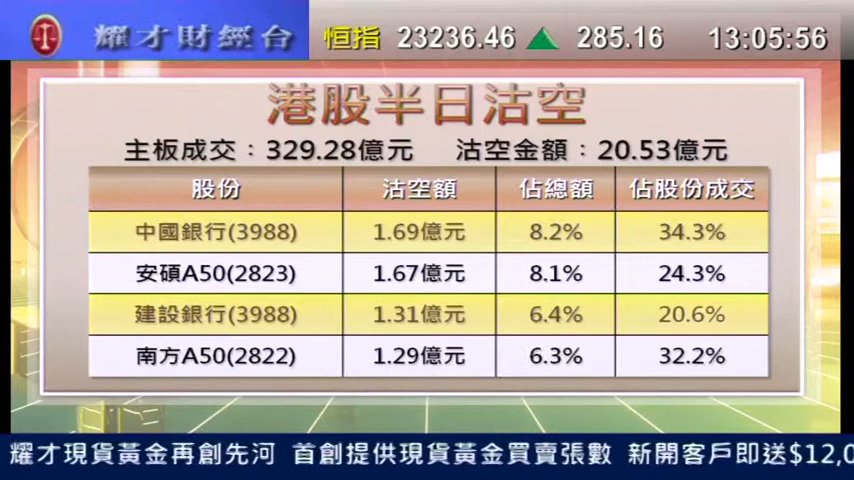 耀才財經台 恒指 23236.46 ▲ 285.16 13:05:56
港股半日沽空
主板成交：329.28億元 沽空金額：20.53億元
股份 沽空額 佔總額 佔股份成交
中國銀行(3988) 1.69億元 8.2% 34.3%
安碩A50(2823) 1.67億元 8.1% 24.3%
建設銀行(3988) 1.31億元 6.4% 20.6%
南方A50(2822) 1.29億元 6.3% 32.2%
耀才現貨黃金再創先河 首創提供現貨黃金買賣張數 新開客戶即送$12,0